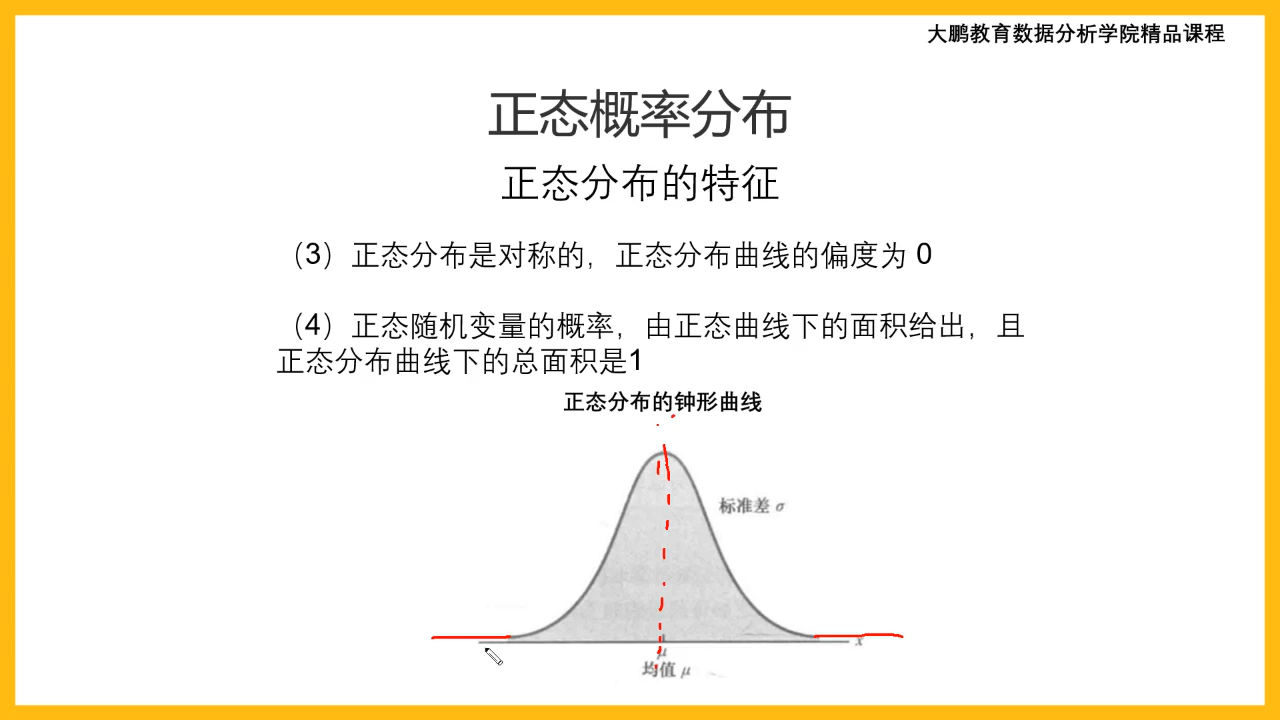 大鹏教育数据分析学院精品课程
正态概率分布
正态分布的特征
（3）正态分布是对称的，正态分布曲线的偏度为 0
（4）正态随机变量的概率，由正态曲线下的面积给出，且
正态分布曲线下的总面积是1
正态分布的钟形曲线
标准差 σ
x
μ
均值 μ